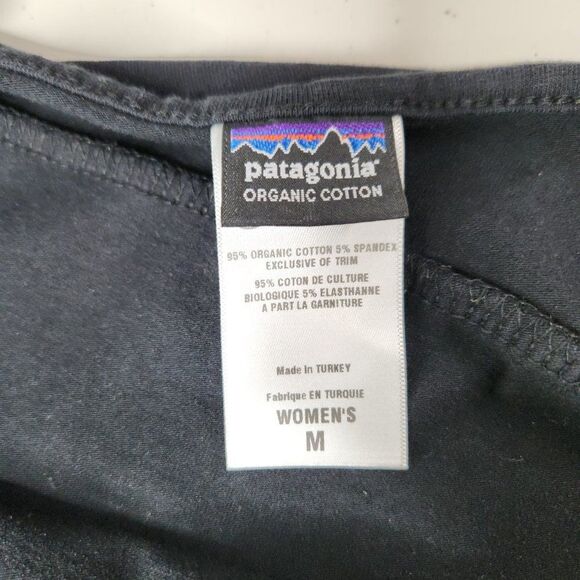 patagonia®
ORGANIC COTTON
95% ORGANIC COTTON 5% SPANDEX
EXCLUSIVE OF TRIM
95% COTON DE CULTURE
BIOLOGIQUE 5% ELASTHANNE
A PART LA GARNITURE
Made in TURKEY
Fabrique EN TURQUIE
WOMEN'S
M